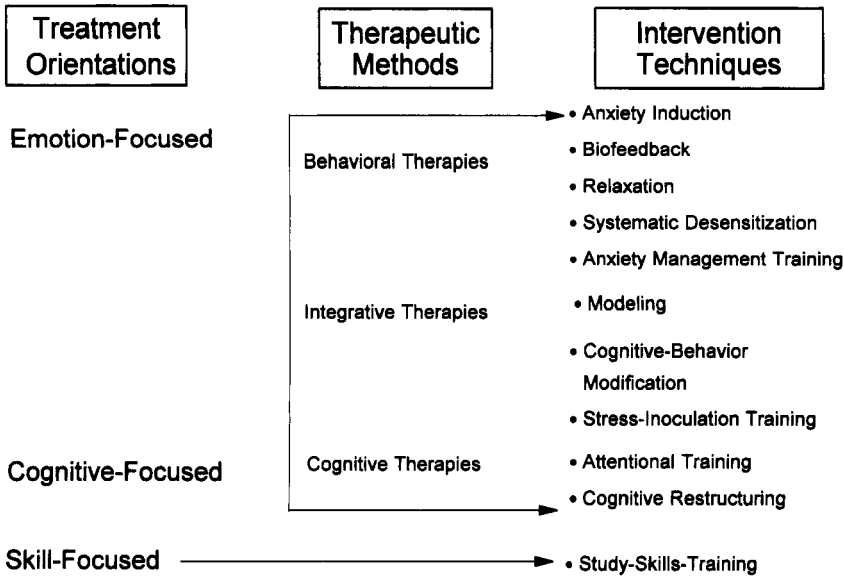 Treatment
Orientations
Therapeutic
Methods
Intervention
Techniques
Emotion-Focused
Cognitive-Focused
Skill-Focused
Behavioral Therapies
Integrative Therapies
Cognitive Therapies
• Anxiety Induction
• Biofeedback
• Relaxation
• Systematic Desensitization
• Anxiety Management Training
• Modeling
• Cognitive-Behavior
Modification
• Stress-Inoculation Training
• Attentional Training
• Cognitive Restructuring
• Study-Skills-Training